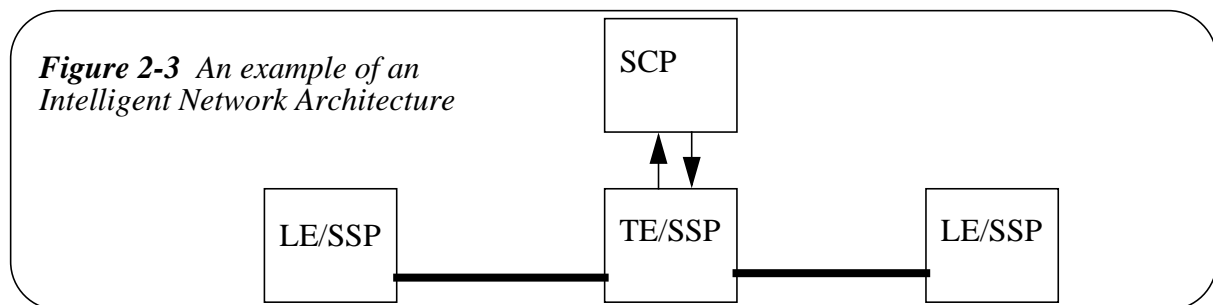 Figure 2-3 An example of an
Intelligent Network Architecture
SCP
LE/SSP
TE/SSP
LE/SSP